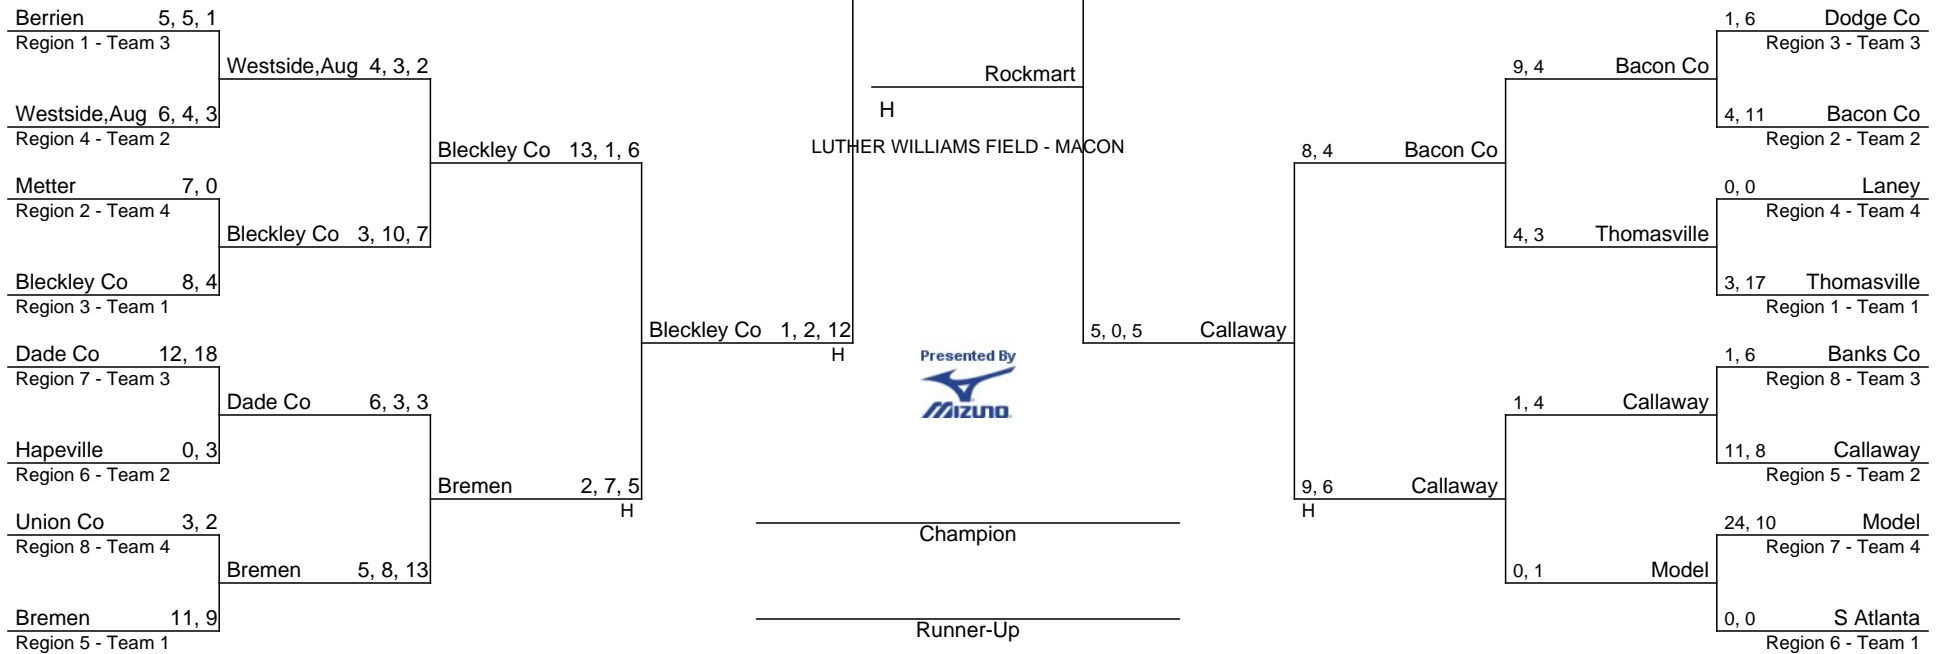 Berrien 5, 5, 1
Region 1 - Team 3
Westside,Aug 4, 3, 2
Westside,Aug 6, 4, 3
Region 4 - Team 2
Bleckley Co 13, 1, 6
Metter 7, 0
Region 2 - Team 4
Bleckley Co 3, 10, 7
Bleckley Co 8, 4
Region 3 - Team 1
Bleckley Co 1, 2, 12
H
Dade Co 12, 18
Region 7 - Team 3
Dade Co 6, 3, 3
Hapeville 0, 3
Region 6 - Team 2
Bremen 2, 7, 5
H
Union Co 3, 2
Region 8 - Team 4
Bremen 5, 8, 13
Bremen 11, 9
Region 5 - Team 1
Rockmart
H
LUTHER WILLIAMS FIELD - MACON
Presented By
MIZUNO
Champion
Runner-Up
1, 6 Dodge Co
Region 3 - Team 3
9, 4 Bacon Co
4, 11 Bacon Co
Region 2 - Team 2
8, 4 Bacon Co
0, 0 Laney
Region 4 - Team 4
4, 3 Thomasville
3, 17 Thomasville
Region 1 - Team 1
5, 0, 5 Callaway
1, 6 Banks Co
Region 8 - Team 3
1, 4 Callaway
11, 8 Callaway
Region 5 - Team 2
9, 6 Callaway
H
24, 10 Model
Region 7 - Team 4
0, 1 Model
0, 0 S Atlanta
Region 6 - Team 1